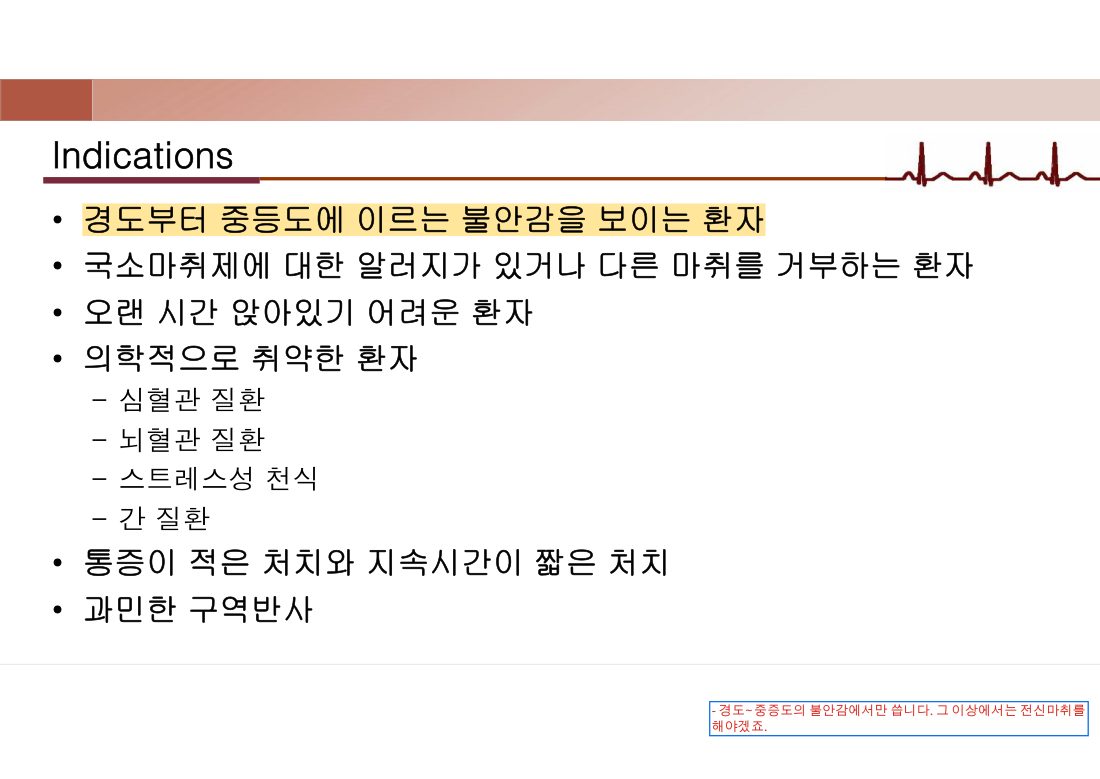 Indications
• 경도부터 중등도에 이르는 불안감을 보이는 환자
• 국소마취제에 대한 알러지가 있거나 다른 마취를 거부하는 환자
• 오랜 시간 앉아있기 어려운 환자
• 의학적으로 취약한 환자
– 심혈관 질환
– 뇌혈관 질환
– 스트레스성 천식
– 간 질환
• 통증이 적은 처치와 지속시간이 짧은 처치
• 과민한 구역반사
- 경도~중증도의 불안감에서만 씁니다. 그 이상에서는 전신마취를
해야겠죠.